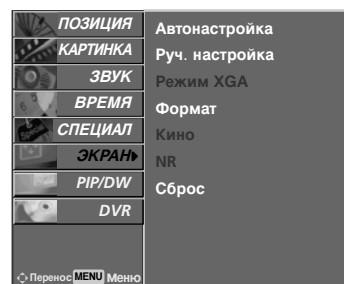 ПОЗИЦИЯ
КАРТИНКА
ЗВУК
ВРЕМЯ
СПЕЦИАЛ
ЭКРАН
PIP/DW
DVR
Перенос MENU Меню
Автонастройка
Руч. настройка
Режим XGA
Формат
Кино
NR
Сброс